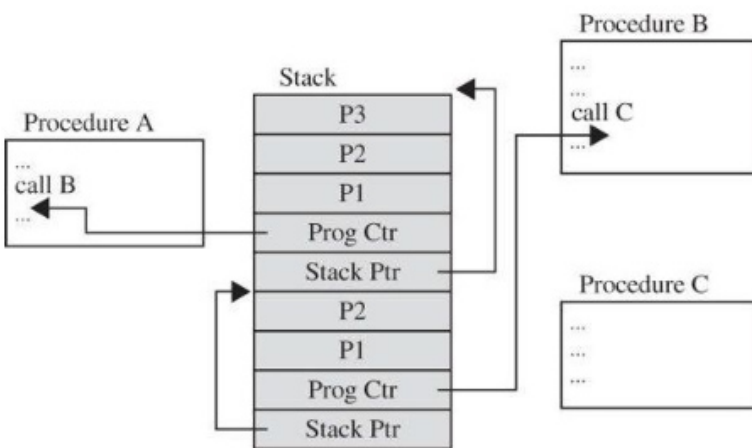 Procedure A
...
call B
...
Stack
P3
P2
P1
Prog Ctr
Stack Ptr
P2
P1
Prog Ctr
Stack Ptr
Procedure B
...
...
call C
...
Procedure C
...
...
...